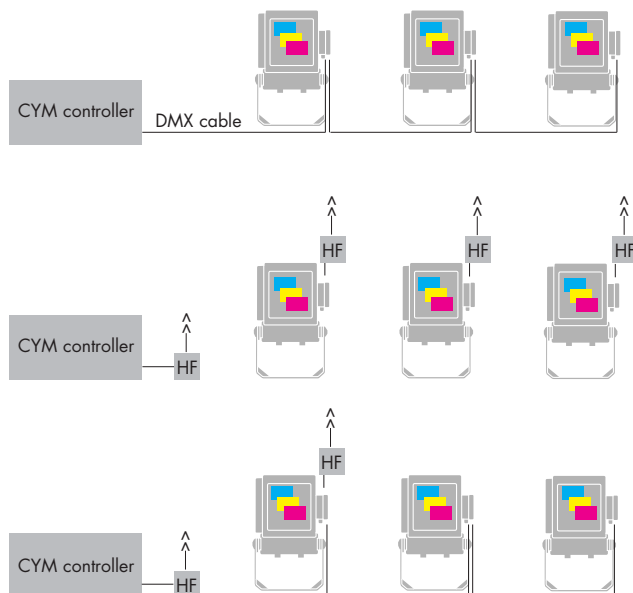 CYM controller
DMX cable
HF HF HF
CYM controller
HF
HF
CYM controller
HF